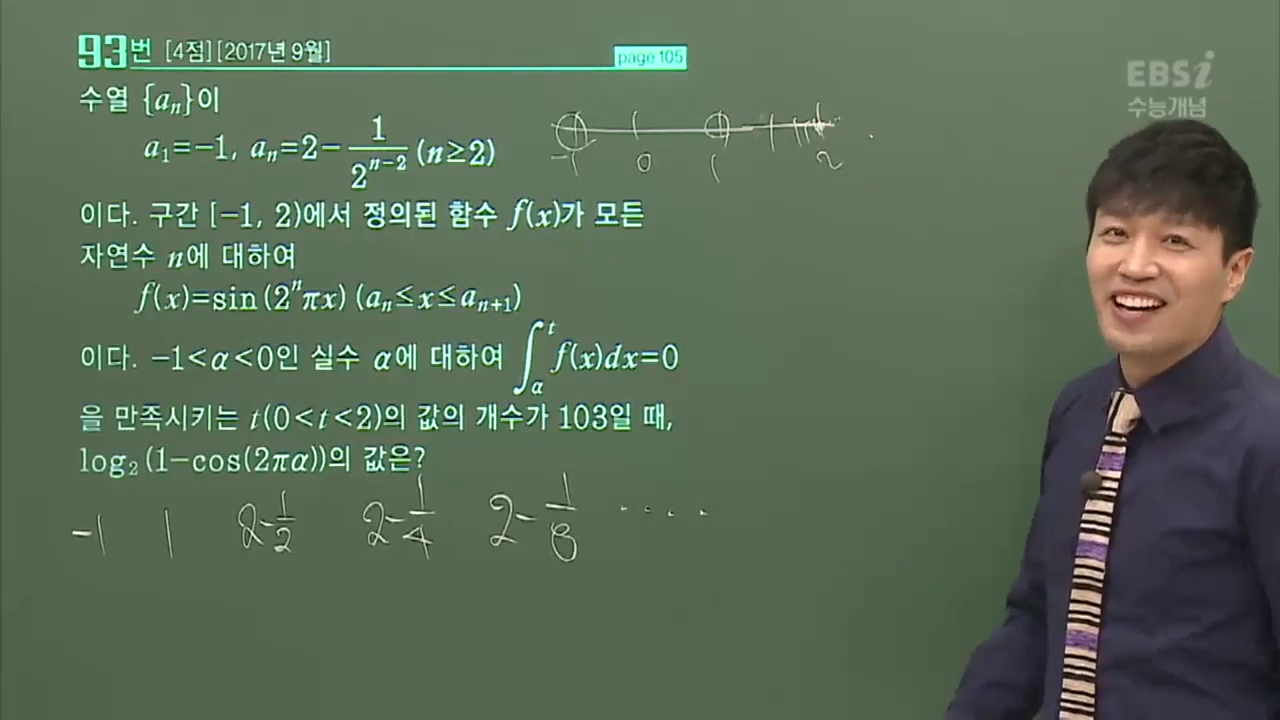 93번 [4점][2017년 9월]
page 105
EBSi
수능개념
수열 {aₙ}이
a₁=-1, aₙ=2-1/2ⁿ⁻² (n≥2)
-1 0 1 2
이다. 구간 [-1, 2)에서 정의된 함수 f(x)가 모든
자연수 n에 대하여
f(x)=sin(2ⁿπx) (aₙ≤x≤aₙ₊₁)
이다. -1<α<0인 실수 α에 대하여 ∫_α^t f(x)dx=0
을 만족시키는 t(0<t<2)의 값의 개수가 103일 때,
log₂(1-cos(2πα))의 값은?
-1 1 2-1/2 2-1/4 2-1/8 ....